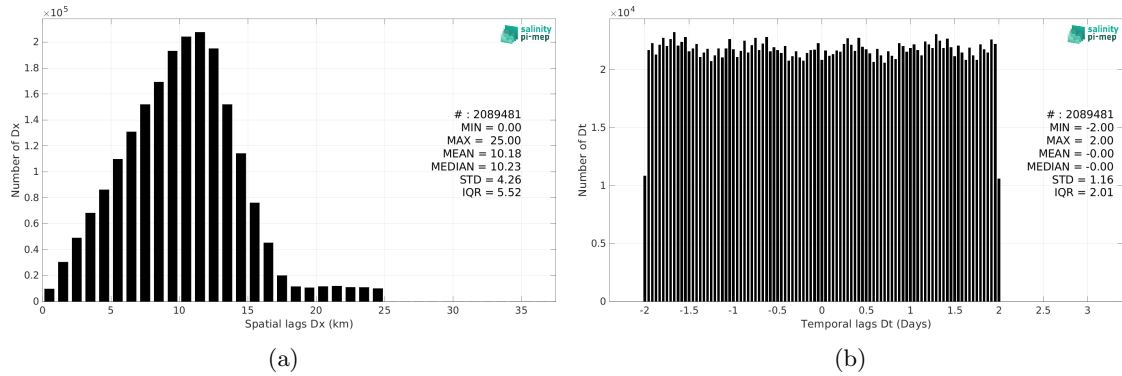 ×10^5
salinity
pi-mep
2
1.8
1.6
1.4
1.2
1
0.8
0.6
0.4
0.2
0
Number of Dx
# : 2089481
MIN = 0.00
MAX = 25.00
MEAN = 10.18
MEDIAN = 10.23
STD = 4.26
IQR = 5.52
0 5 10 15 20 25 30 35
Spatial lags Dx (km)
(a)
×10^4
salinity
pi-mep
2
1.5
1
0.5
0
Number of Dt
# : 2089481
MIN = -2.00
MAX = 2.00
MEAN = -0.00
MEDIAN = -0.00
STD = 1.16
IQR = 2.01
-2 -1.5 -1 -0.5 0 0.5 1 1.5 2 2.5 3
Temporal lags Dt (Days)
(b)